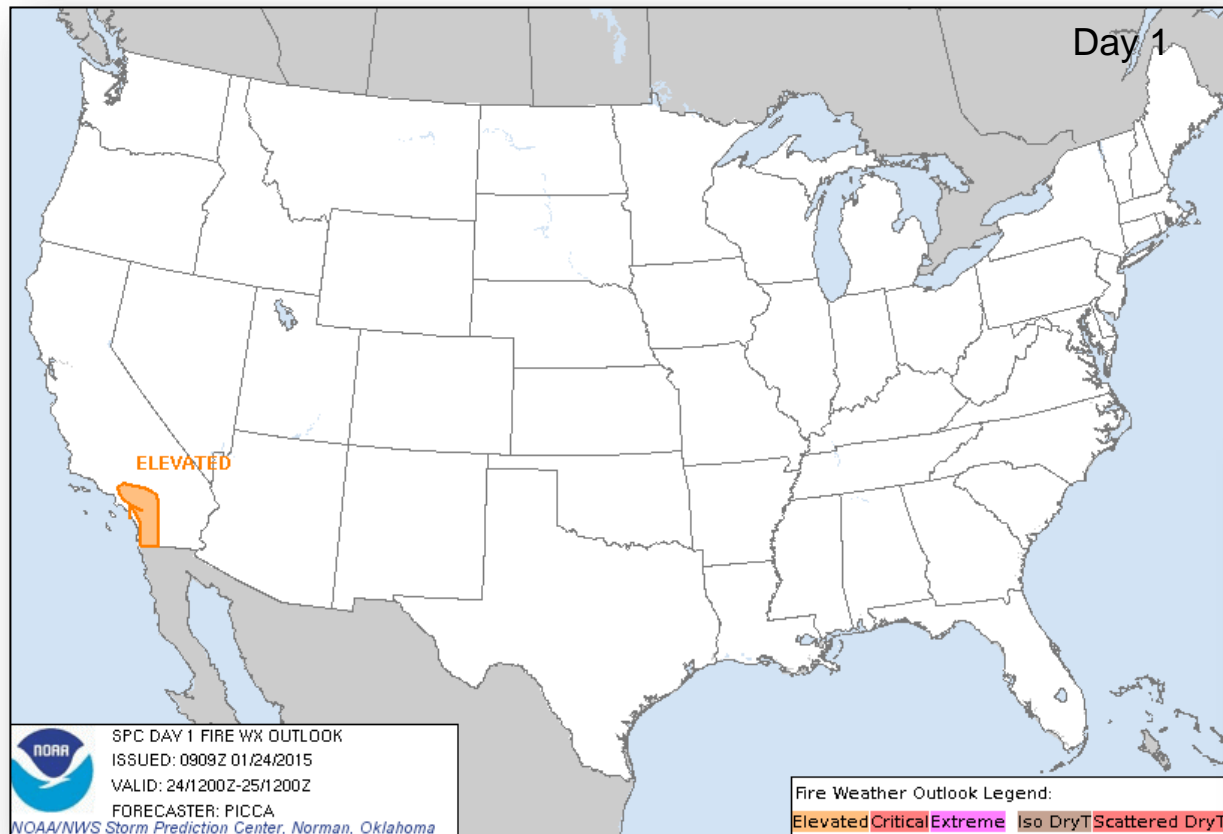 Day 1
ELEVATED
NOAA
SPC DAY 1 FIRE WX OUTLOOK
ISSUED: 0909Z 01/24/2015
VALID: 24/1200Z-25/1200Z
FORECASTER: PICCA
NOAA/NWS Storm Prediction Center, Norman, Oklahoma
Fire Weather Outlook Legend:
Elevated Critical Extreme Iso DryT Scattered DryT